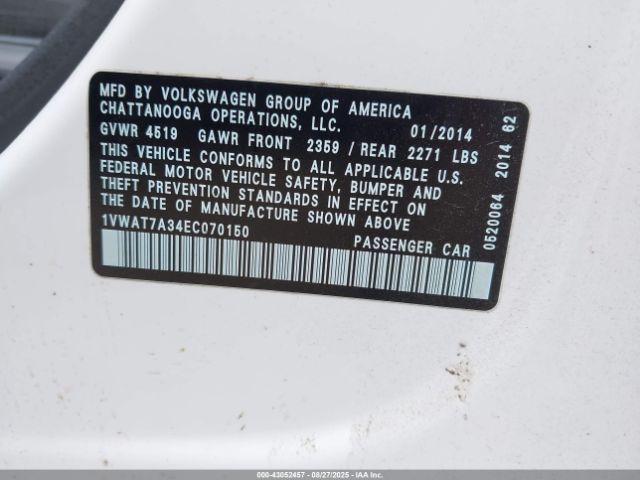 MFD BY VOLKSWAGEN GROUP OF AMERICA
CHATTANOOGA OPERATIONS, LLC. 01/2014
GVWR 4519 GAWR FRONT 2359 / REAR 2271 LBS
THIS VEHICLE CONFORMS TO ALL APPLICABLE U.S.
FEDERAL MOTOR VEHICLE SAFETY, BUMPER AND
THEFT PREVENTION STANDARDS IN EFFECT ON
THE DATE OF MANUFACTURE SHOWN ABOVE
1VWAT7A34EC070150 PASSENGER CAR
0520064 2014 62
000-43052457 - 08/27/2025 - IAA Inc.